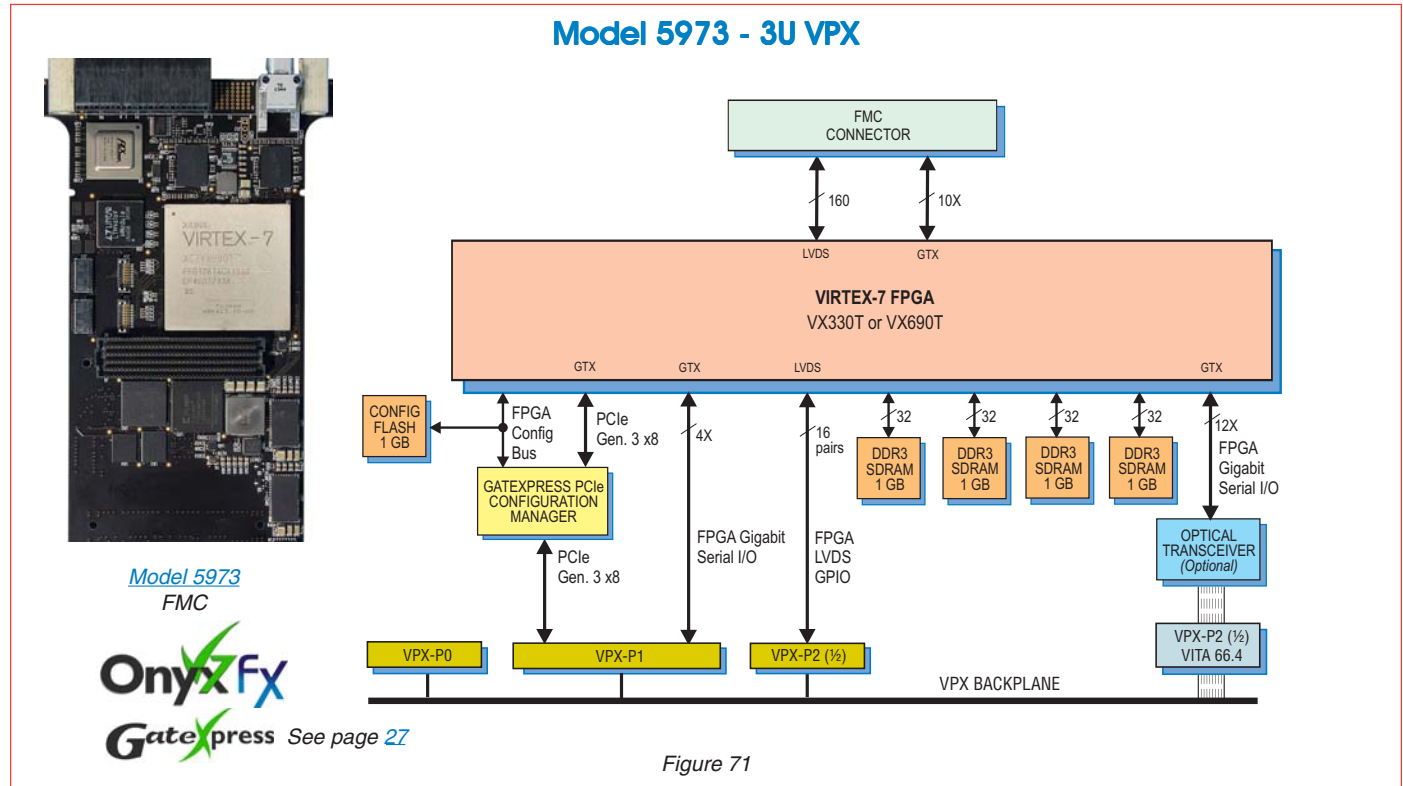 Model 5973 - 3U VPX
VIRTEX-7
Model 5973
FMC
Onyx7Fx
GateXpress See page 27
FMC
CONNECTOR
160
10X
LVDS
GTX
VIRTEX-7 FPGA
VX330T or VX690T
GTX
GTX
LVDS
GTX
CONFIG
FLASH
1 GB
FPGA
Config
Bus
PCIe
Gen. 3 x8
4X
16
pairs
32
32
32
32
12X
FPGA
Gigabit
Serial I/O
DDR3
SDRAM
1 GB
DDR3
SDRAM
1 GB
DDR3
SDRAM
1 GB
DDR3
SDRAM
1 GB
GATEXPRESS PCIe
CONFIGURATION
MANAGER
PCIe
Gen. 3 x8
FPGA Gigabit
Serial I/O
FPGA
LVDS
GPIO
OPTICAL
TRANSCEIVER
(Optional)
VPX-P0
VPX-P1
VPX-P2 (½)
VPX-P2 (½)
VITA 66.4
VPX BACKPLANE
Figure 71